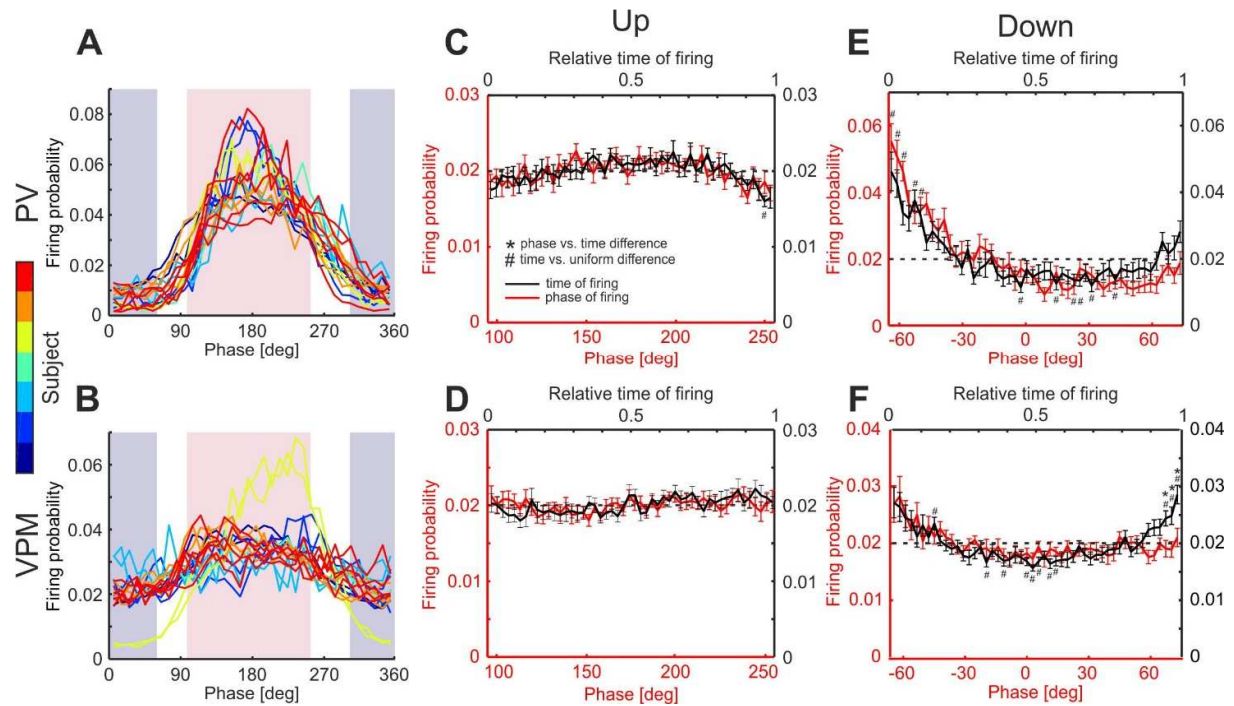 Up
Down
A
PV
Firing probability
0.08
0.06
0.04
0.02
0
0
90
180
270
360
Phase [deg]
Subject
C
Relative time of firing
0
0.5
1
Firing probability
0.03
0.02
0.01
0
0.03
0.02
0.01
0
* phase vs. time difference
# time vs. uniform difference
time of firing
phase of firing
#
100
150
200
250
Phase [deg]
E
Relative time of firing
0
0.5
1
Firing probability
0.06
0.04
0.02
0
0.06
0.04
0.02
0
# # # # #
# # # # # #
-60
-30
0
30
60
Phase [deg]
B
VPM
Firing probability
0.06
0.04
0.02
0
0
90
180
270
360
Phase [deg]
D
Relative time of firing
0
0.5
1
Firing probability
0.03
0.02
0.01
0
0.03
0.02
0.01
0
100
150
200
250
Phase [deg]
F
Relative time of firing
0
0.5
1
Firing probability
0.04
0.03
0.02
0.01
0
0.04
0.03
0.02
0.01
0
* * *
# # #
#
# # # # # # #
-60
-30
0
30
60
Phase [deg]